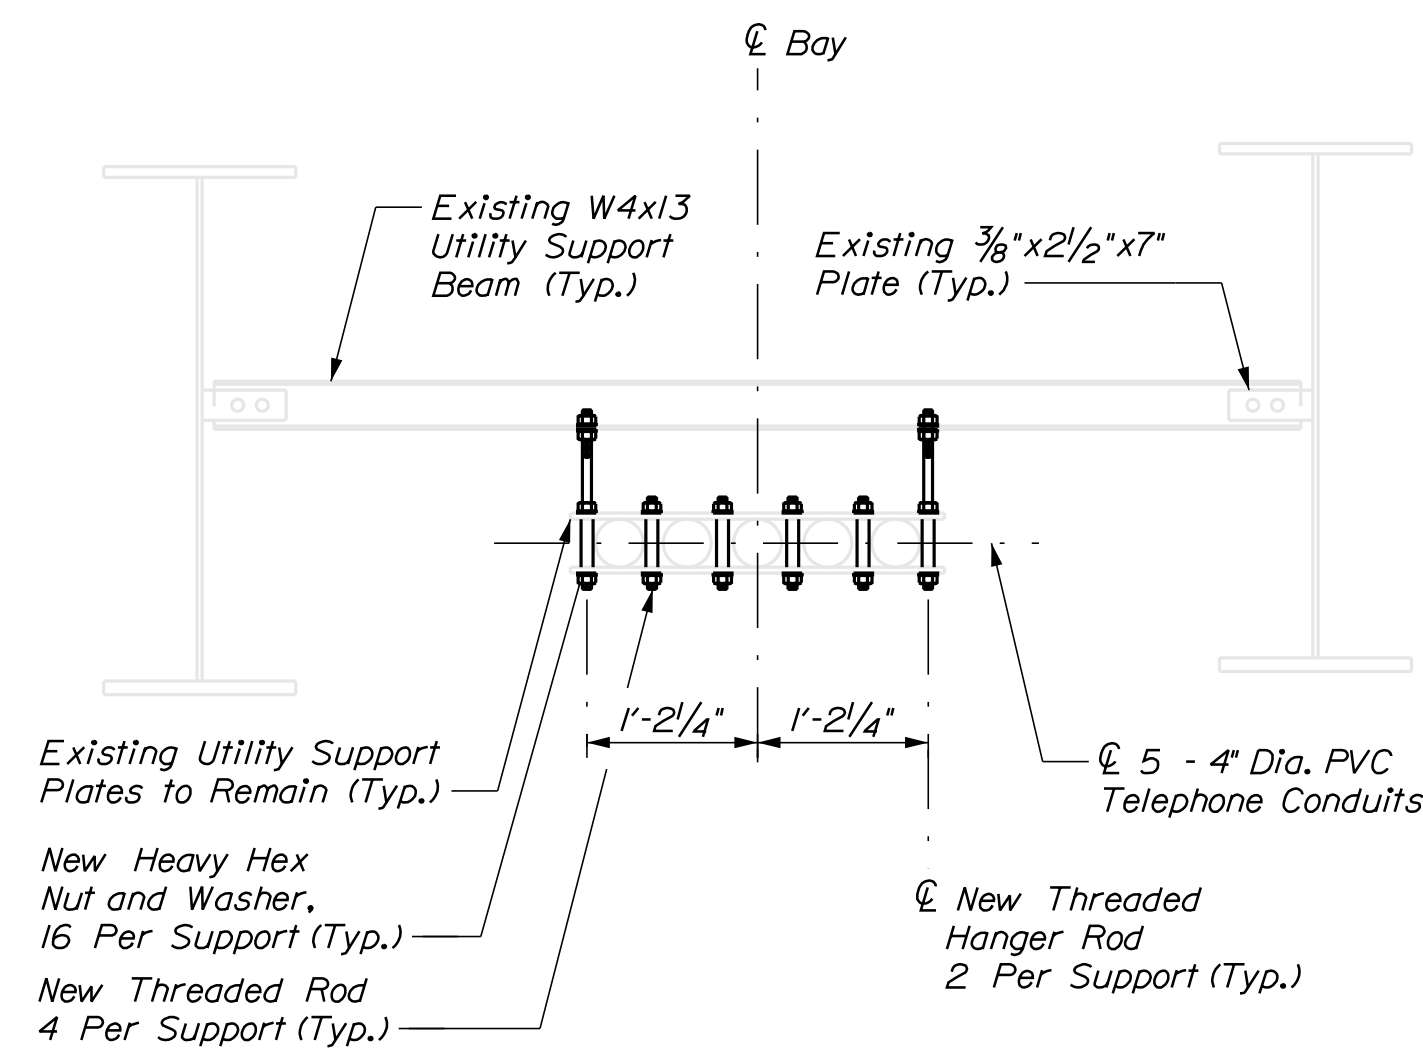 ℄ Bay
Existing W4x13
Utility Support
Beam (Typ.)
Existing 3/8"x2 1/2"x7"
Plate (Typ.)
1'-2 1/4"
1'-2 1/4"
Existing Utility Support
Plates to Remain (Typ.)
℄ 5 - 4" Dia. PVC
Telephone Conduits
New Heavy Hex
Nut and Washer,
16 Per Support (Typ.)
℄ New Threaded
Hanger Rod
2 Per Support (Typ.)
New Threaded Rod
4 Per Support (Typ.)